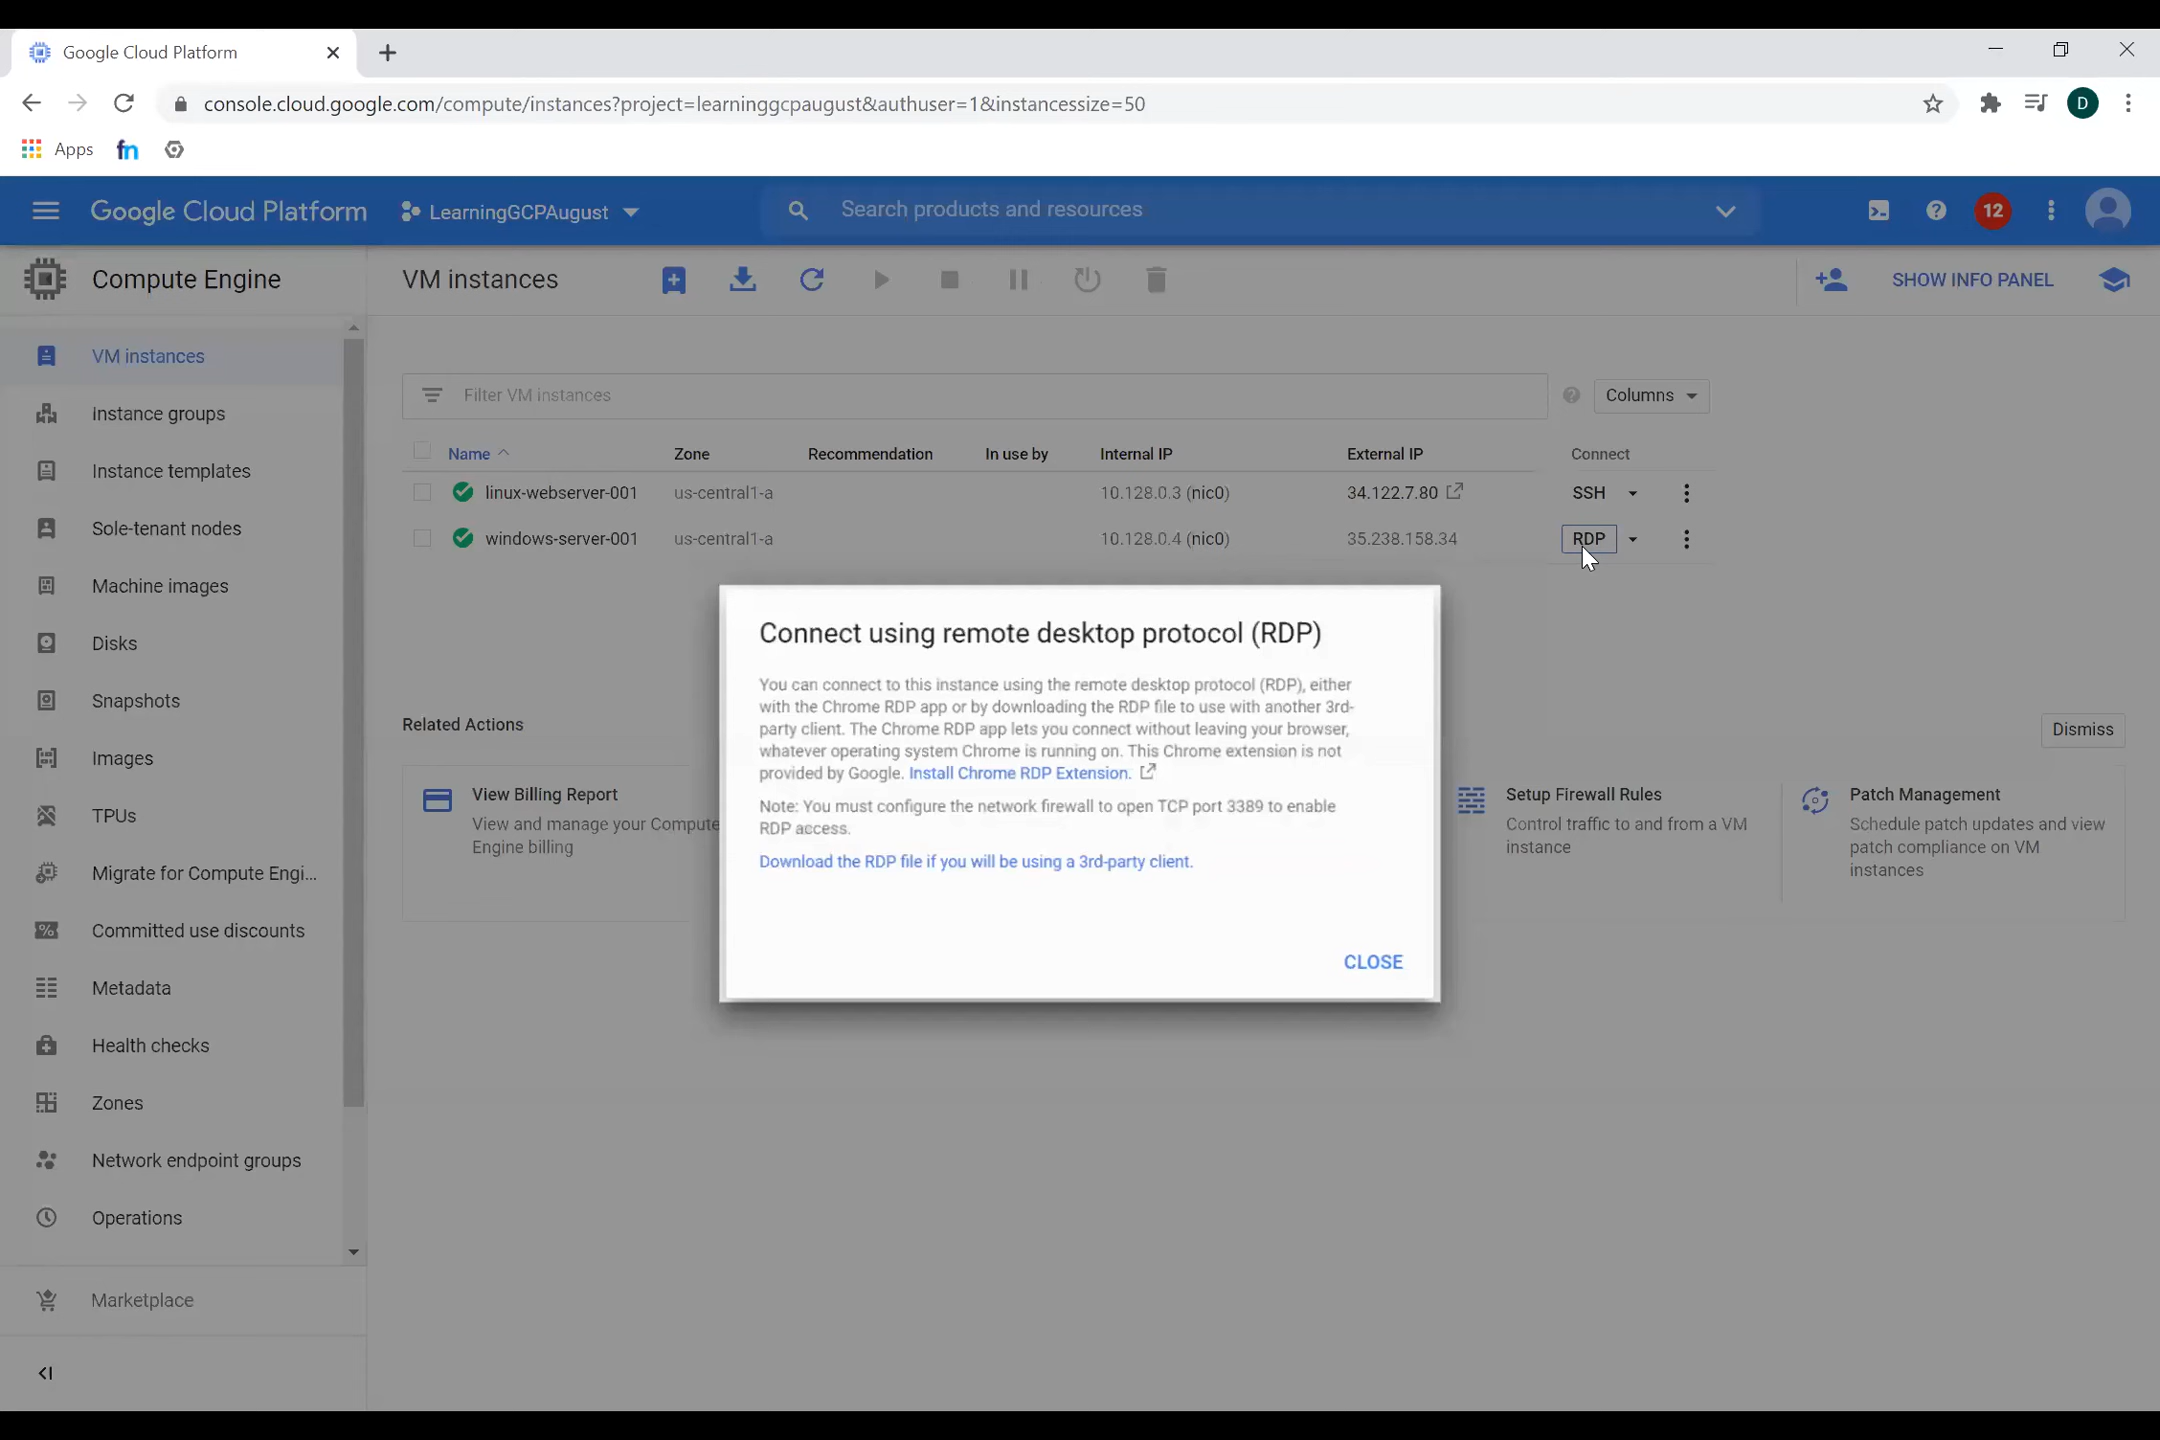 Google Cloud Platform
console.cloud.google.com/compute/instances?project=learninggcpaugust&authuser=1&instancessize=50
D
Apps
fn
Google Cloud Platform
LearningGCPAugust
Search products and resources
12
Compute Engine
VM instances
SHOW INFO PANEL
VM instances
Instance groups
Instance templates
Sole-tenant nodes
Machine images
Disks
Snapshots
Images
TPUs
Migrate for Compute Engi...
Committed use discounts
Metadata
Health checks
Zones
Network endpoint groups
Operations
Marketplace
Filter VM instances
Columns
Name Zone Recommendation In use by Internal IP External IP Connect
linux-webserver-001 us-central1-a 10.128.0.3 (nic0) 34.122.7.80 SSH
windows-server-001 us-central1-a 10.128.0.4 (nic0) 35.238.158.34 RDP
Connect using remote desktop protocol (RDP)
You can connect to this instance using the remote desktop protocol (RDP), either
with the Chrome RDP app or by downloading the RDP file to use with another 3rd-
party client. The Chrome RDP app lets you connect without leaving your browser,
whatever operating system Chrome is running on. This Chrome extension is not
provided by Google. Install Chrome RDP Extension.
Note: You must configure the network firewall to open TCP port 3389 to enable
RDP access.
Download the RDP file if you will be using a 3rd-party client.
CLOSE
Related Actions
Dismiss
View Billing Report
View and manage your Compute
Engine billing
Setup Firewall Rules
Control traffic to and from a VM
instance
Patch Management
Schedule patch updates and view
patch compliance on VM
instances